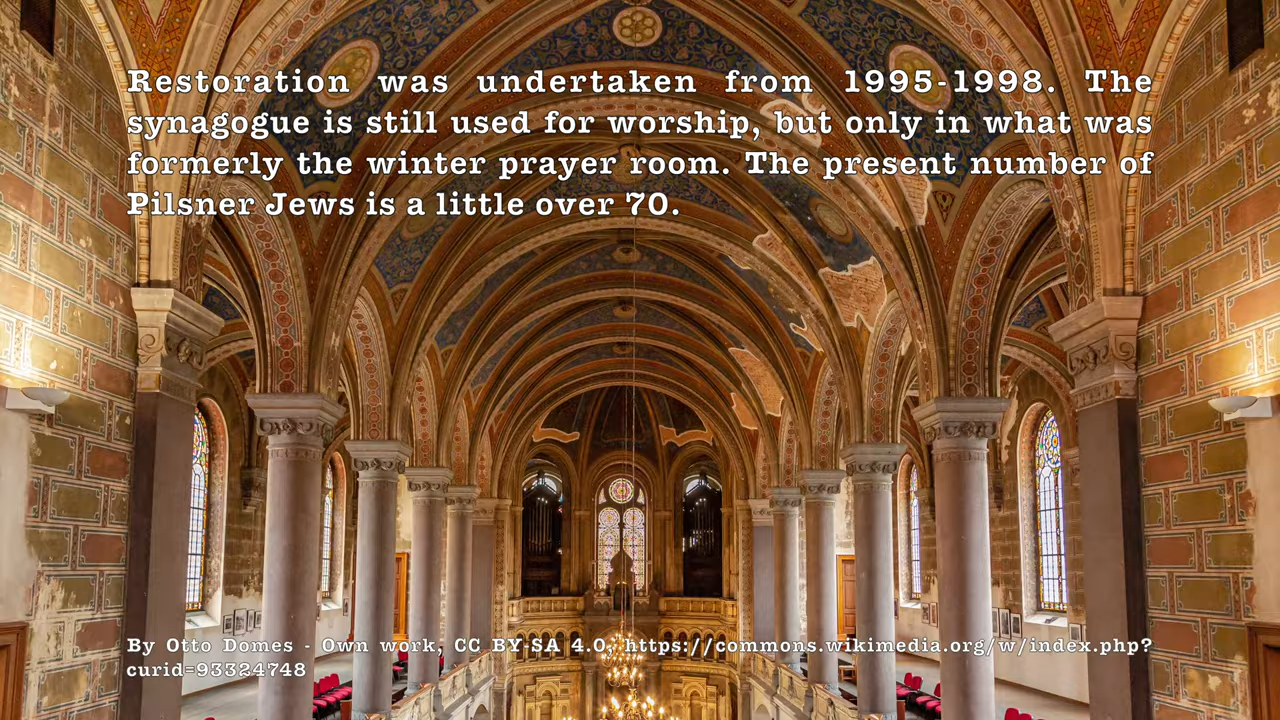 Restoration was undertaken from 1995-1998. The
synagogue is still used for worship, but only in what was
formerly the winter prayer room. The present number of
Pilsner Jews is a little over 70.
By Otto Domes - Own work, CC BY-SA 4.0, https://commons.wikimedia.org/w/index.php?
curid=93324748